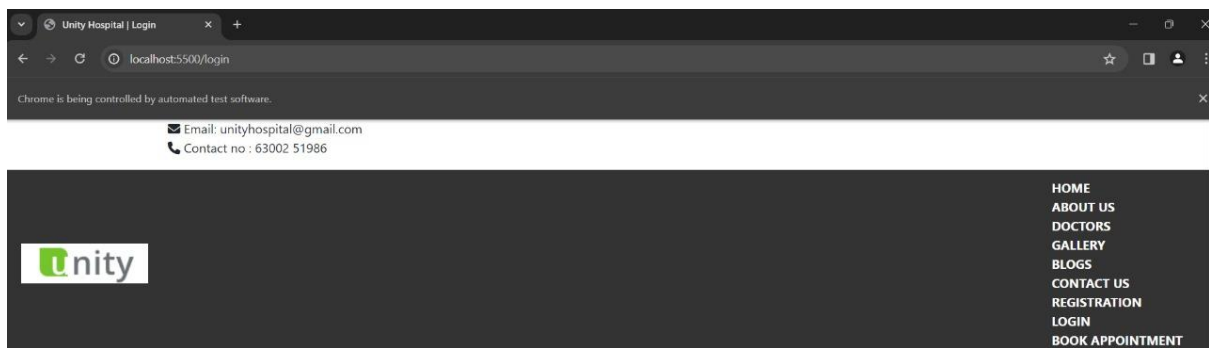 Unity Hospital | Login
localhost:5500/login
Chrome is being controlled by automated test software.
Email: unityhospital@gmail.com
Contact no : 63002 51986
HOME
ABOUT US
DOCTORS
GALLERY
BLOGS
CONTACT US
REGISTRATION
LOGIN
BOOK APPOINTMENT
unity